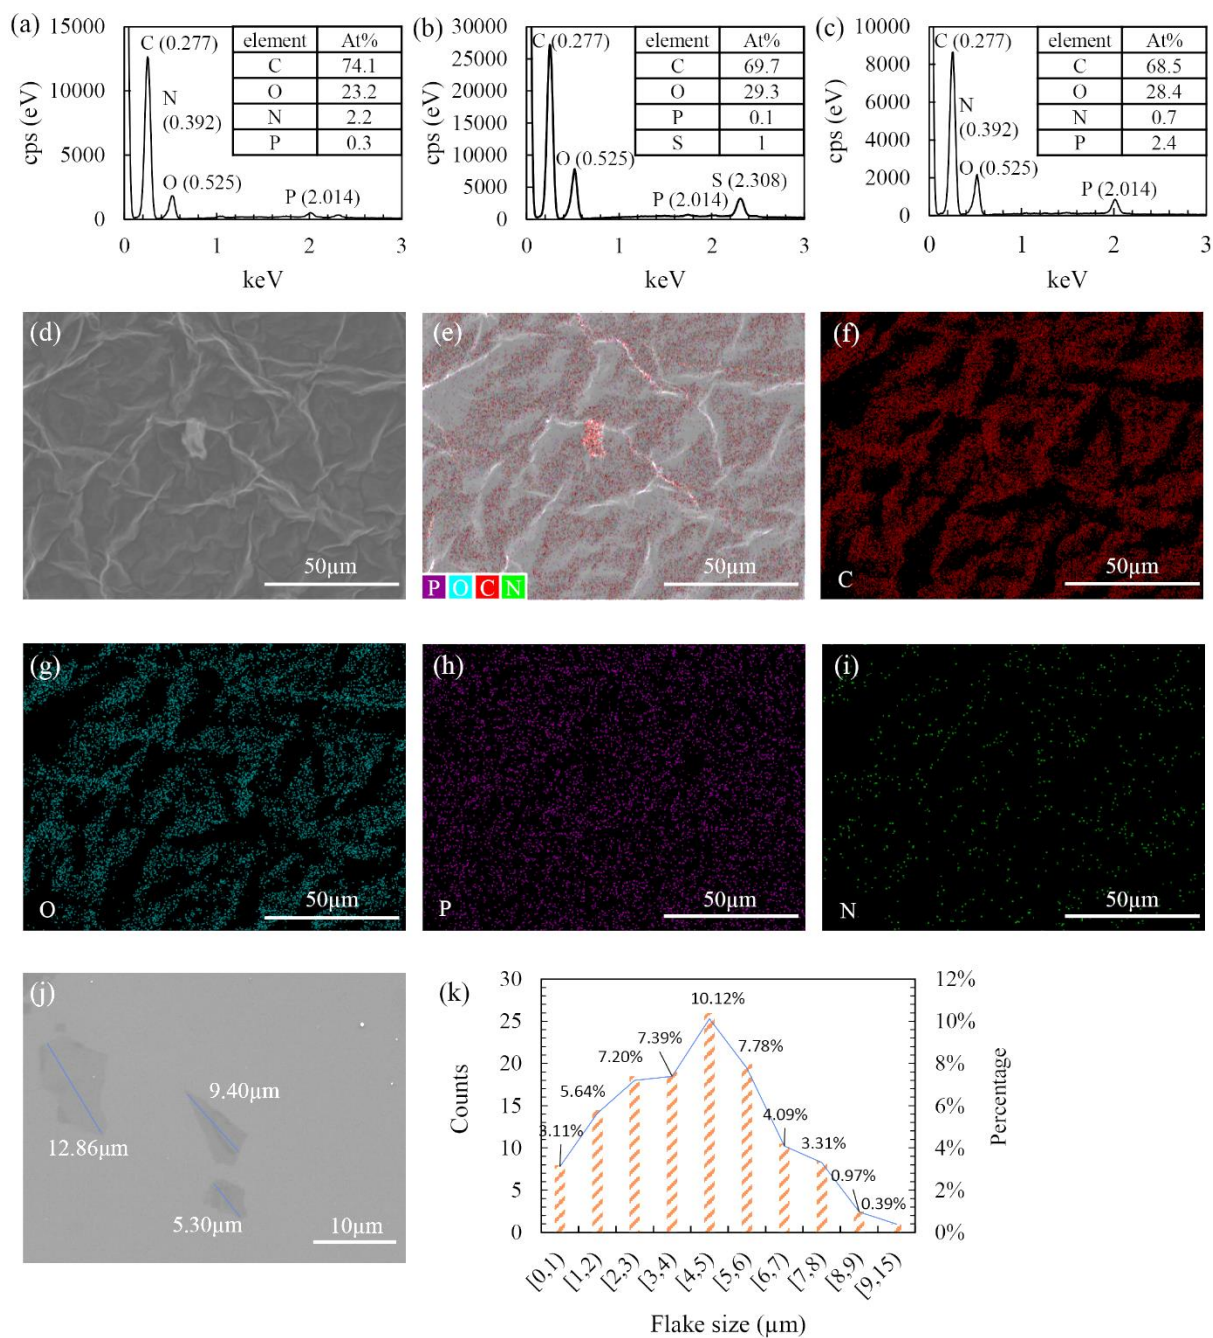 (a)
15000
10000
5000
0
cps (eV)
C (0.277)
N
(0.392)
O (0.525)
P (2.014)
element At%
C 74.1
O 23.2
N 2.2
P 0.3
0 1 2 3
keV
(b)
30000
25000
20000
15000
10000
5000
0
cps (eV)
C (0.277)
O (0.525)
P (2.014)
S (2.308)
element At%
C 69.7
O 29.3
P 0.1
S 1
0 1 2 3
keV
(c)
10000
8000
6000
4000
2000
0
cps (eV)
C (0.277)
N
(0.392)
O (0.525)
P (2.014)
element At%
C 68.5
O 28.4
N 0.7
P 2.4
0 1 2 3
keV
(d)
50µm
(e)
50µm
P O C N
(f)
50µm
C
(g)
50µm
O
(h)
50µm
P
(i)
50µm
N
(j)
9.40µm
12.86µm
5.30µm
10µm
(k)
30
25
20
15
10
5
0
Counts
3.11%
5.64%
7.20%
7.39%
10.12%
7.78%
4.09%
3.31%
0.97%
0.39%
12%
10%
8%
6%
4%
2%
0%
Percentage
[0,1) [1,2) [2,3) [3,4) [4,5) [5,6) [6,7) [7,8) [8,9) [9,15)
Flake size (µm)